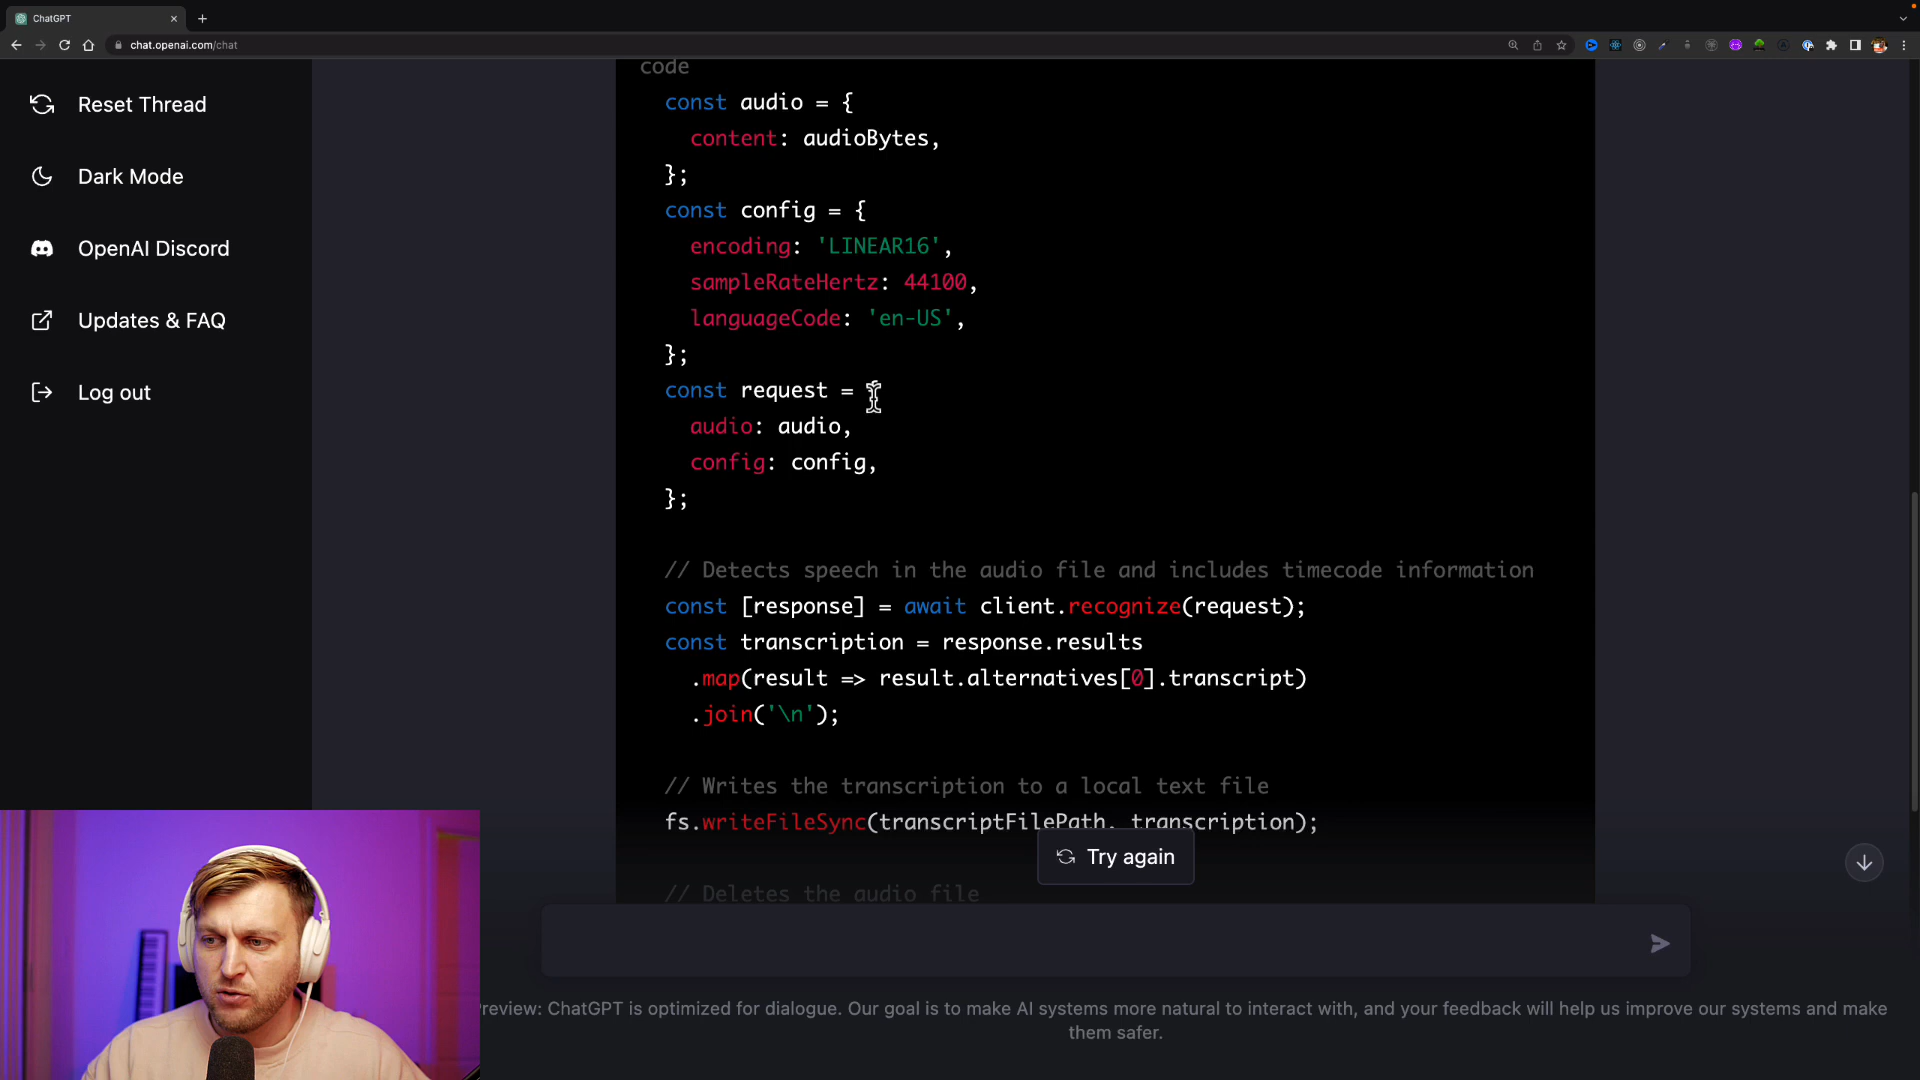 ChatGPT
chat.openai.com/chat
Reset Thread
Dark Mode
OpenAI Discord
Updates & FAQ
Log out
code
const audio = {
content: audioBytes,
};
const config = {
encoding: 'LINEAR16',
sampleRateHertz: 44100,
languageCode: 'en-US',
};
const request = {
audio: audio,
config: config,
};
// Detects speech in the audio file and includes timecode information
const [response] = await client.recognize(request);
const transcription = response.results
.map(result => result.alternatives[0].transcript)
.join('\n');
// Writes the transcription to a local text file
fs.writeFileSync(transcriptFilePath, transcription);
Try again
// Deletes the audio file
review: ChatGPT is optimized for dialogue. Our goal is to make AI systems more natural to interact with, and your feedback will help us improve our systems and make
them safer.